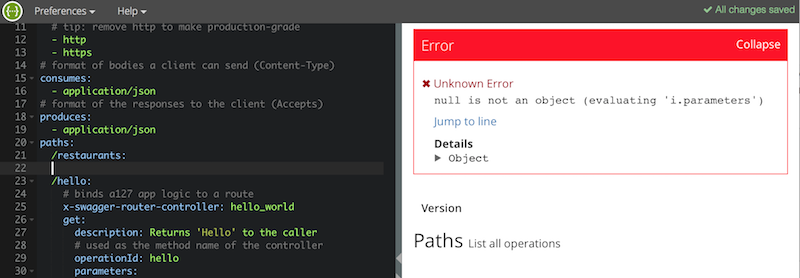 Preferences Help All changes saved
11 # tip: remove http to make production-grade
12 - http
13 - https
14 # format of bodies a client can send (Content-Type)
15 consumes:
16 - application/json
17 # format of the responses to the client (Accepts)
18 produces:
19 - application/json
20 paths:
21 /restaurants:
22
23 /hello:
24 # binds a127 app logic to a route
25 x-swagger-router-controller: hello_world
26 get:
27 description: Returns 'Hello' to the caller
28 # used as the method name of the controller
29 operationId: hello
30 parameters:
Error Collapse
Unknown Error
null is not an object (evaluating 'i.parameters')
Jump to line
Details
Object
Version
Paths List all operations